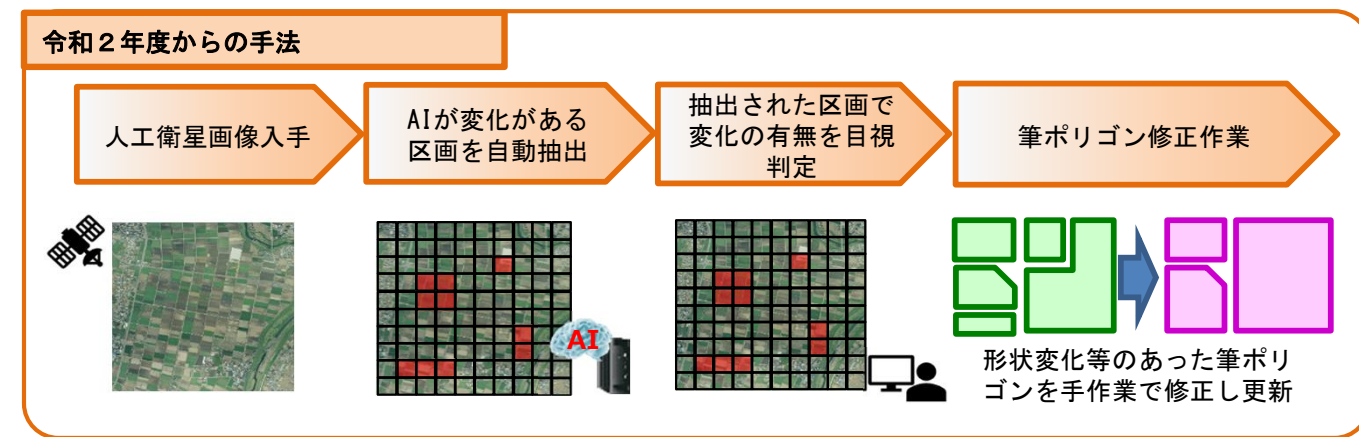 令和２年度からの手法
人工衛星画像入手
AIが変化がある
区画を自動抽出
抽出された区画で
変化の有無を目視
判定
筆ポリゴン修正作業
AI
形状変化等のあった筆ポリ
ゴンを手作業で修正し更新